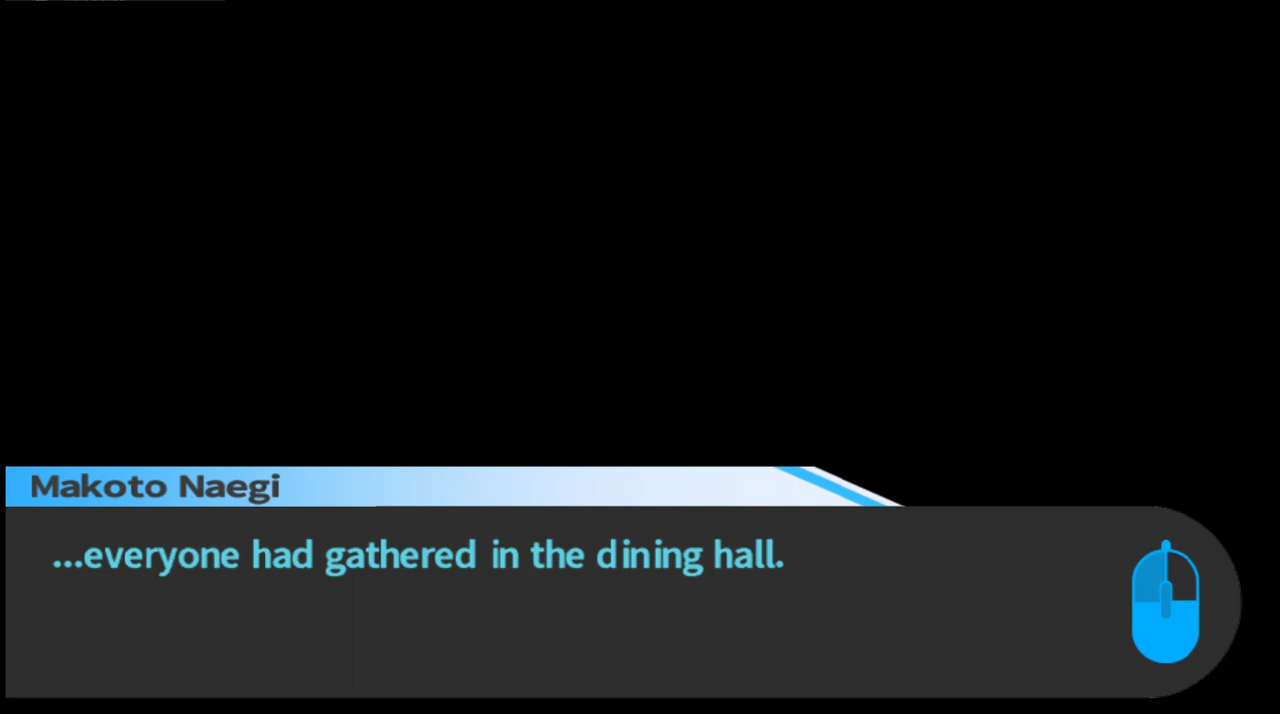 Makoto Naegi
...everyone had gathered in the dining hall.